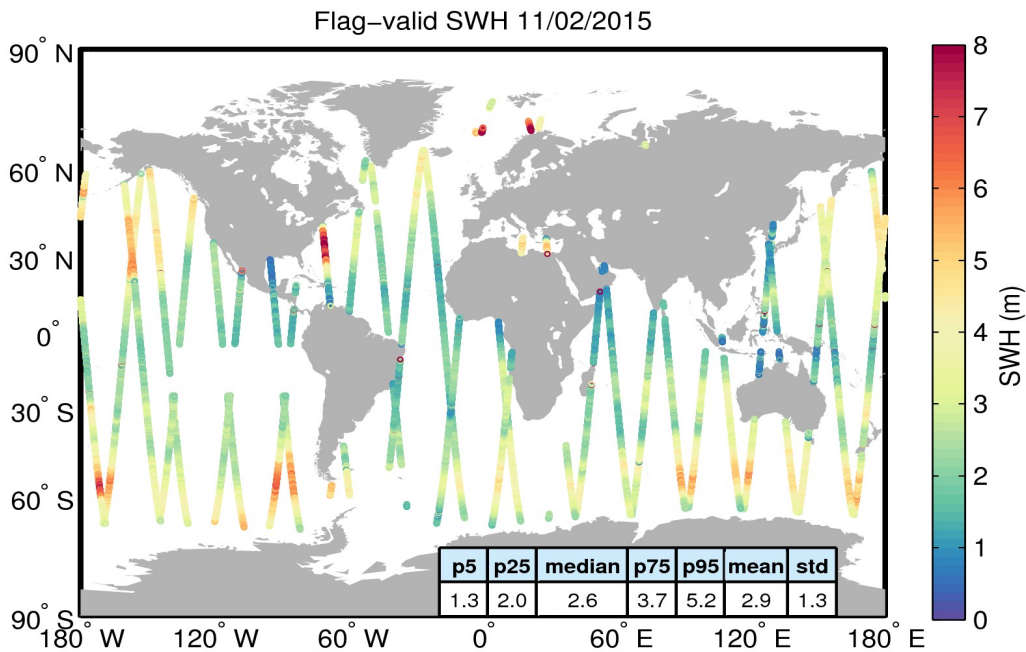 Flag−valid SWH 11/02/2015
90° N
60° N
30° N
0°
30° S
60° S
90° S
180° W
120° W
60° W
0°
60° E
120° E
180° E
p5 p25 median p75 p95 mean std
1.3 2.0 2.6 3.7 5.2 2.9 1.3
8
7
6
5
4
3
2
1
0
SWH (m)